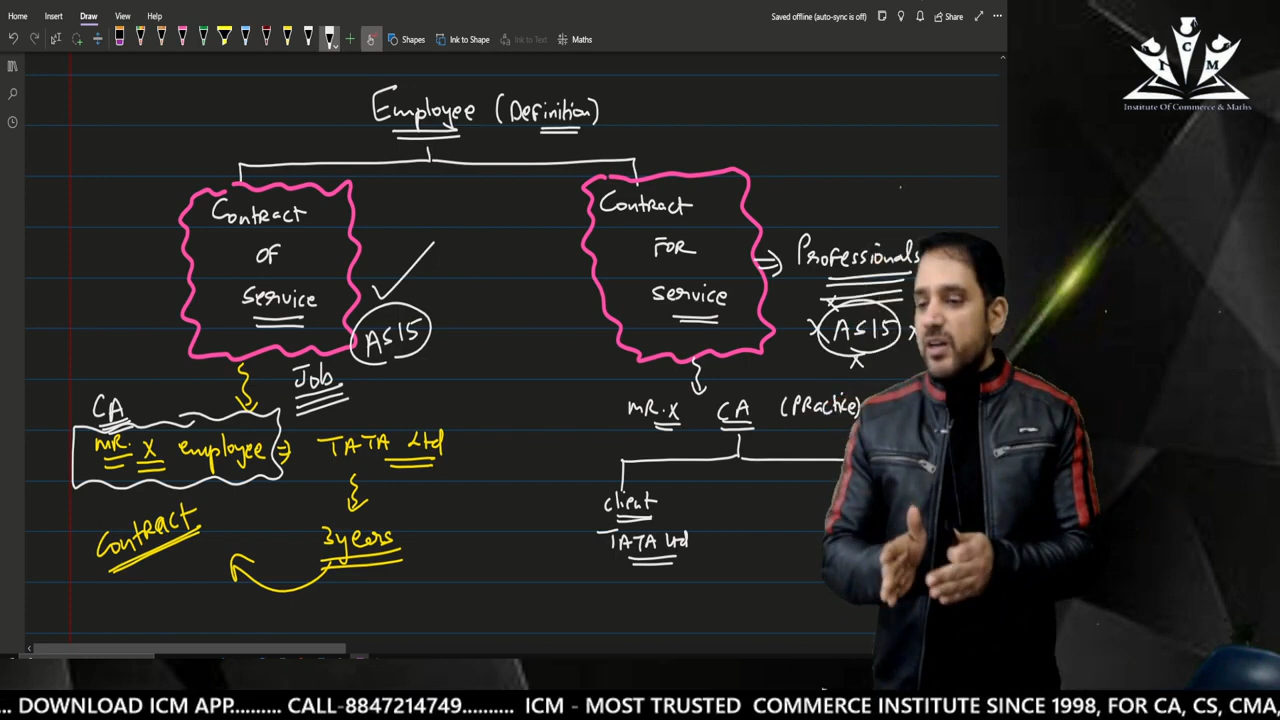 Home Insert Draw View Help
Saved offline (auto-sync is off)
Share
Shapes
Ink to Shape
Ink to Text
Maths
ICM
Institute Of Commerce & Maths
Employee (Definition)
Contract
OF
Service
AS15
Job
Contract
FOR
Service
Professionals
AS15
CA
MR. X employee ⇒ TATA Ltd
3 years
Contract
MR. X CA (Practice)
client
TATA Ltd
... DOWNLOAD ICM APP.......... CALL-8847214749.......... ICM - MOST TRUSTED COMMERCE INSTITUTE SINCE 1998, FOR CA, CS, CMA,